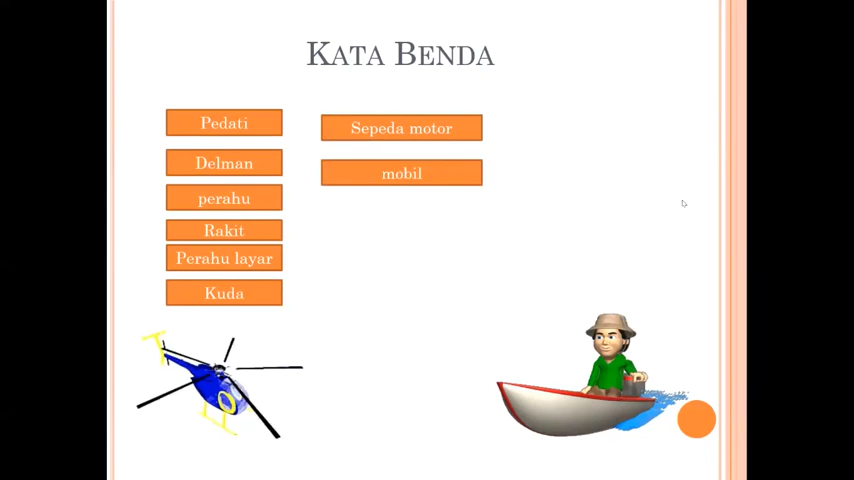 Kata Benda
Pedati
Delman
perahu
Rakit
Perahu layar
Kuda
Sepeda motor
mobil